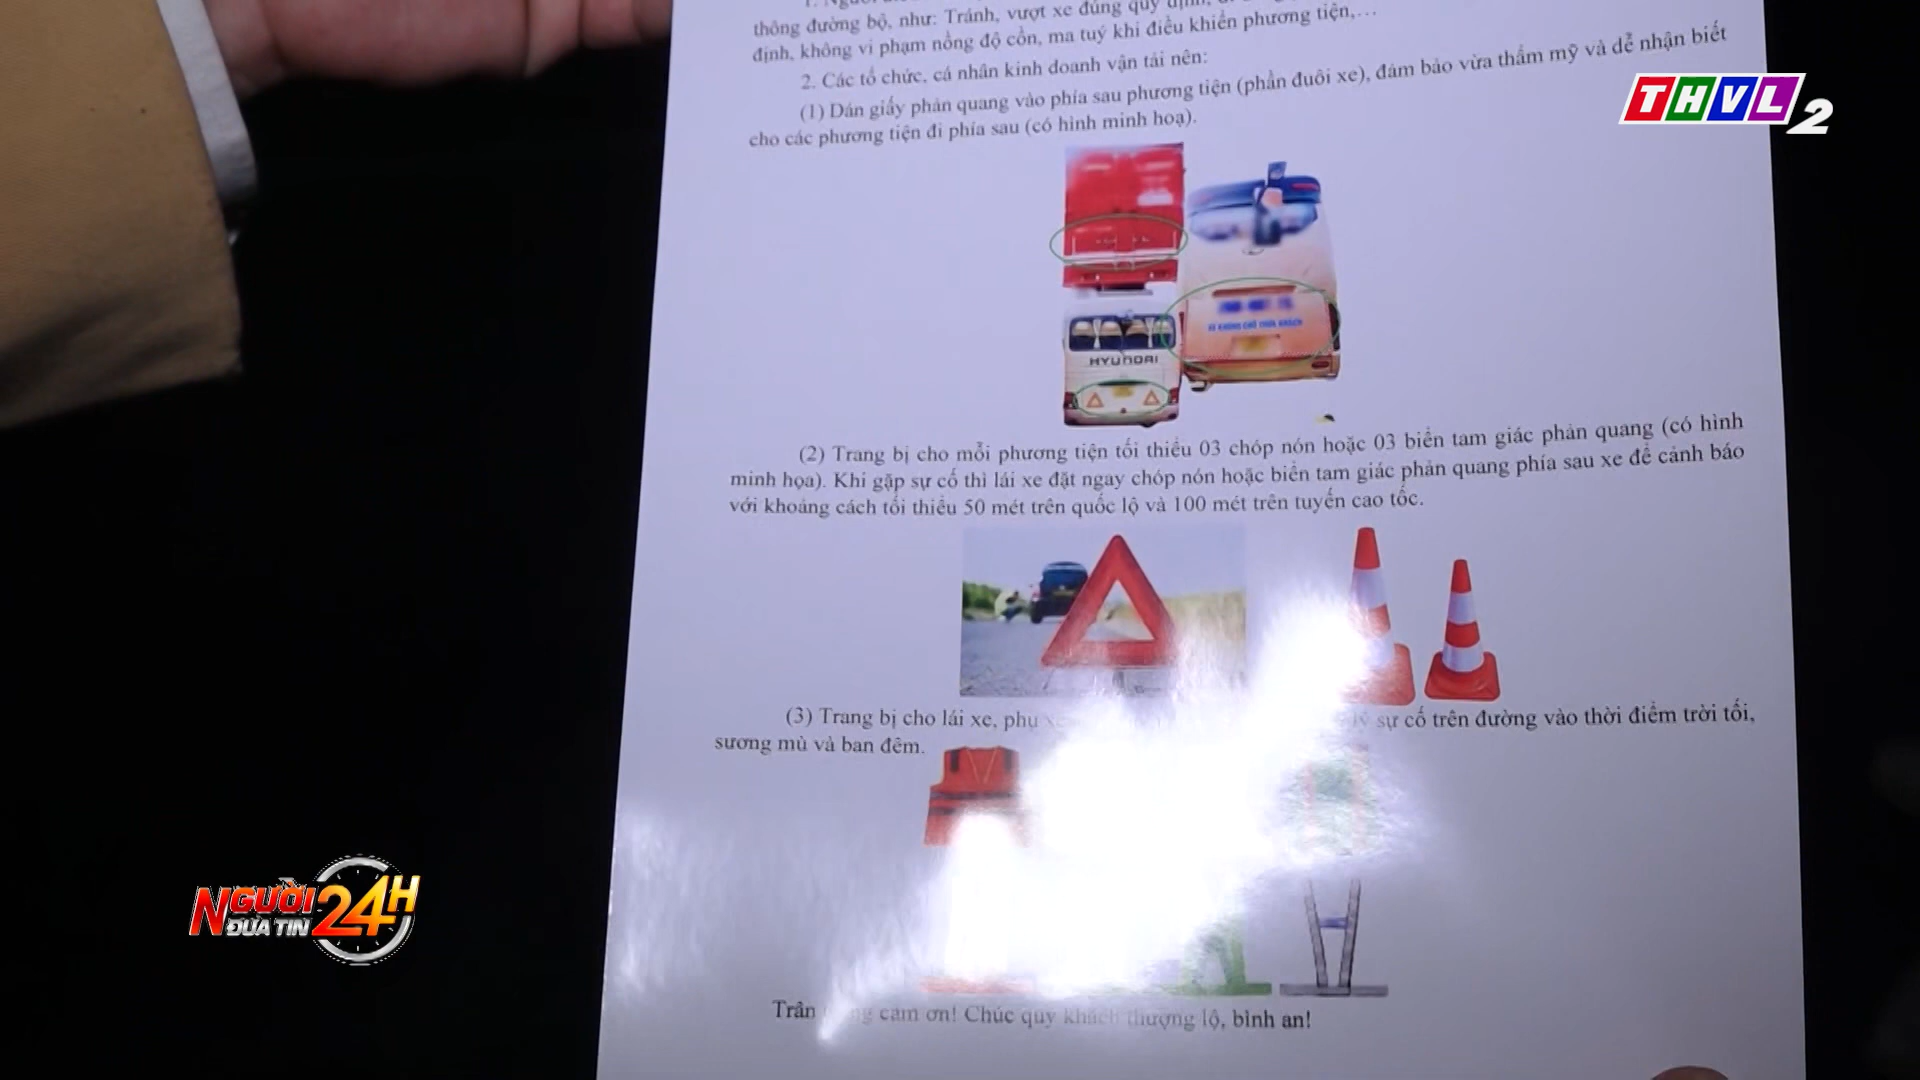 thông đường bộ, như: Tránh, vượt xe đúng quy định,
định, không vi phạm nồng độ cồn, ma tuý khi điều khiển phương tiện,…
2. Các tổ chức, cá nhân kinh doanh vận tải nên:
(1) Dán giấy phản quang vào phía sau phương tiện (phần đuôi xe), đảm bảo vừa thẩm mỹ và dễ nhận biết
cho các phương tiện đi phía sau (có hình minh hoạ).
THVL 2
XE KHÔNG CHỞ THỪA KHÁCH
HYUNDAI
(2) Trang bị cho mỗi phương tiện tối thiểu 03 chóp nón hoặc 03 biển tam giác phản quang (có hình
minh họa). Khi gặp sự cố thì lái xe đặt ngay chóp nón hoặc biển tam giác phản quang phía sau xe để cảnh báo
với khoảng cách tối thiểu 50 mét trên quốc lộ và 100 mét trên tuyến cao tốc.
(3) Trang bị cho lái xe, phụ sự cố trên đường vào thời điểm trời tối,
sương mù và ban đêm.
NGƯỜI ĐƯA TIN 24H
Trân cảm ơn! Chúc quý khách thượng lộ, bình an!